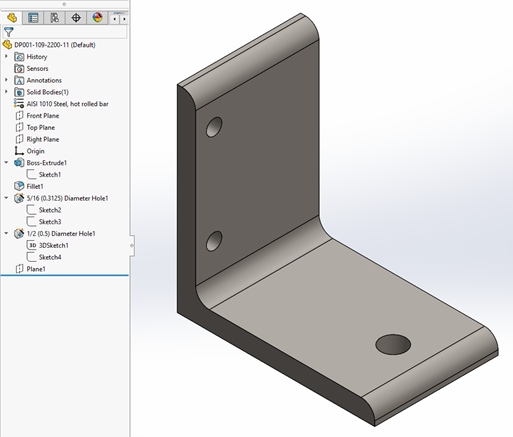 DP001-109-2200-11 (Default)
History
Sensors
Annotations
Solid Bodies(1)
AISI 1010 Steel, hot rolled bar
Front Plane
Top Plane
Right Plane
Origin
Boss-Extrude1
Sketch1
Fillet1
5/16 (0.3125) Diameter Hole1
Sketch2
Sketch3
1/2 (0.5) Diameter Hole1
3D 3DSketch1
Sketch4
Plane1